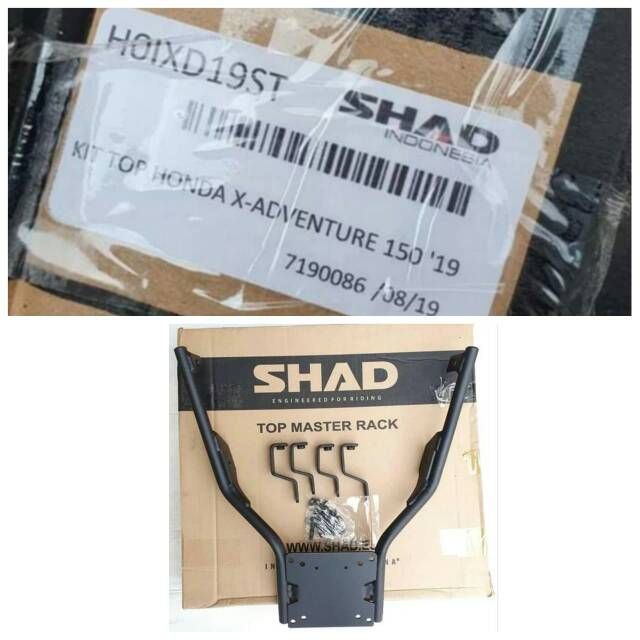 H0IXD19ST
SHAD
INDONESIA
KIT TOP HONDA X-ADVENTURE 150 '19
7190086 /08/19
SHAD
ENGINEERED FOR RIDING
TOP MASTER RACK
WWW.SHAD.E